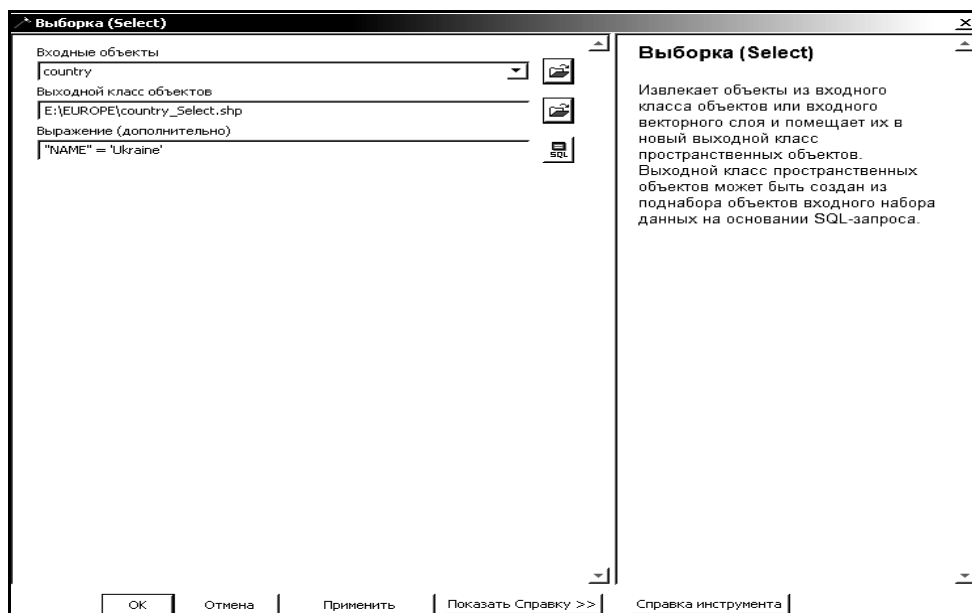 Выборка (Select)
Входные объекты
country
Выходной класс объектов
E:\EUROPE\country_Select.shp
Выражение (дополнительно)
"NAME" = 'Ukraine'
SQL
Выборка (Select)
Извлекает объекты из входного
класса объектов или входного
векторного слоя и помещает их в
новый выходной класс
пространственных объектов.
Выходной класс пространственных
объектов может быть создан из
поднабора объектов входного набора
данных на основании SQL-запроса.
OK
Отмена
Применить
Показать Справку >>
Справка инструмента